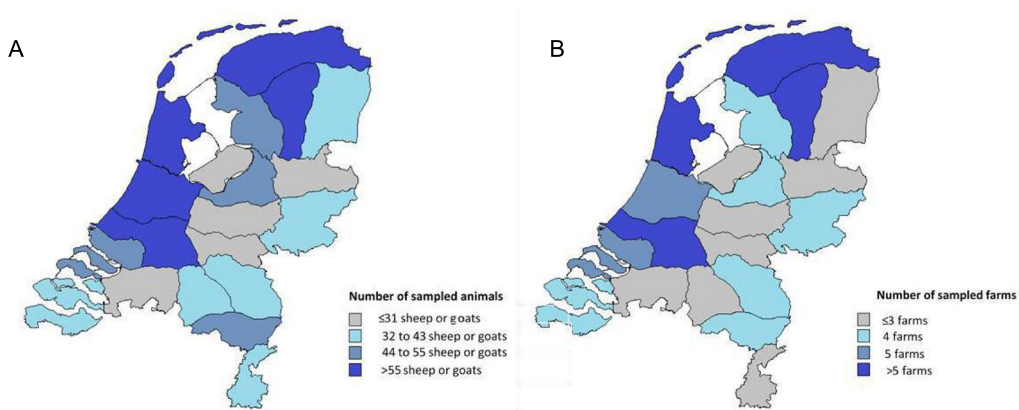 A
B
Number of sampled animals
≤31 sheep or goats
32 to 43 sheep or goats
44 to 55 sheep or goats
>55 sheep or goats
Number of sampled farms
≤3 farms
4 farms
5 farms
>5 farms